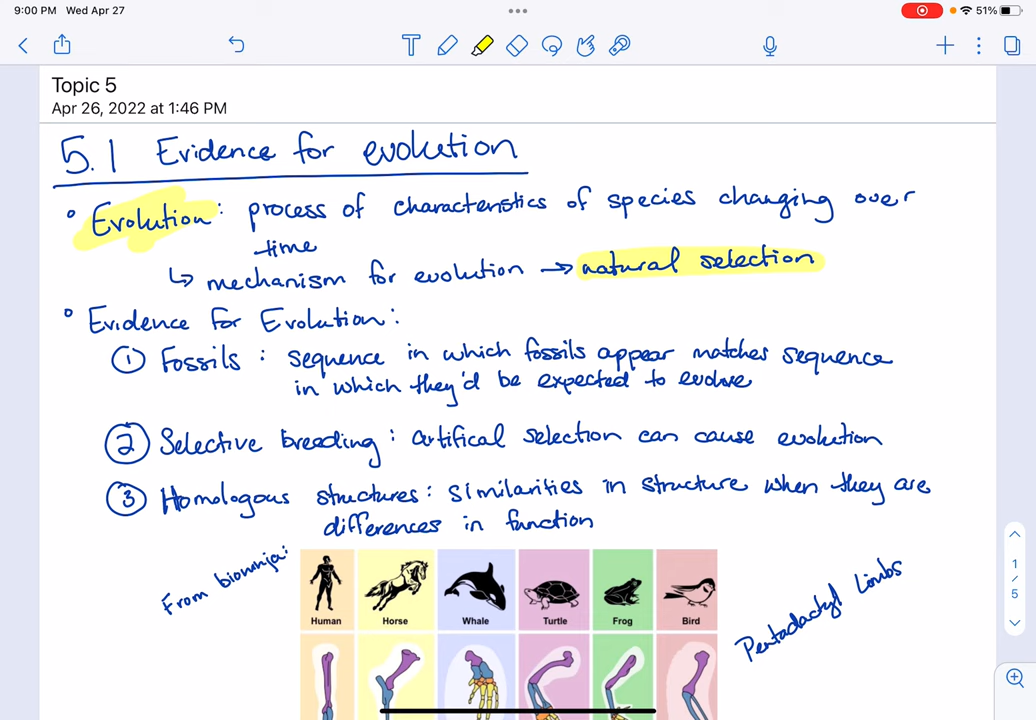 9:00 PM Wed Apr 27
51%
Topic 5
Apr 26, 2022 at 1:46 PM
5.1 Evidence for evolution
Evolution: process of characteristics of species changing over
time
↳ mechanism for evolution → natural selection
Evidence for Evolution:
① Fossils: sequence in which fossils appear matches sequence
in which they'd be expected to evolve
② Selective breeding: artifical selection can cause evolution
③ Homologous structures: similarities in structure when they are
differences in function
From bioninja:
Human Horse Whale Turtle Frog Bird
Pentadactyl Limbs
1
/
5